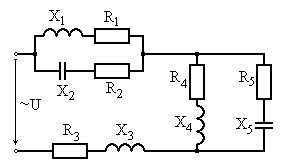 X₁ R₁
X₂ R₂
R₄ R₅
~U
X₄ X₅
R₃ X₃